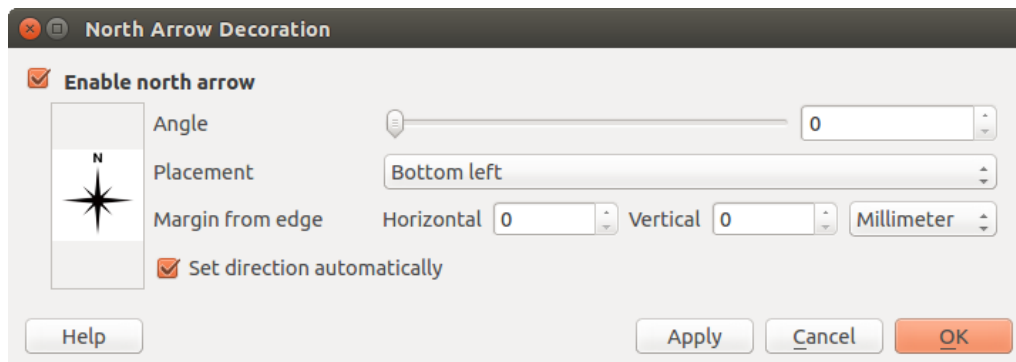 North Arrow Decoration
Enable north arrow
Angle 0
N
Placement Bottom left
Margin from edge Horizontal 0 Vertical 0 Millimeter
Set direction automatically
Help Apply Cancel OK